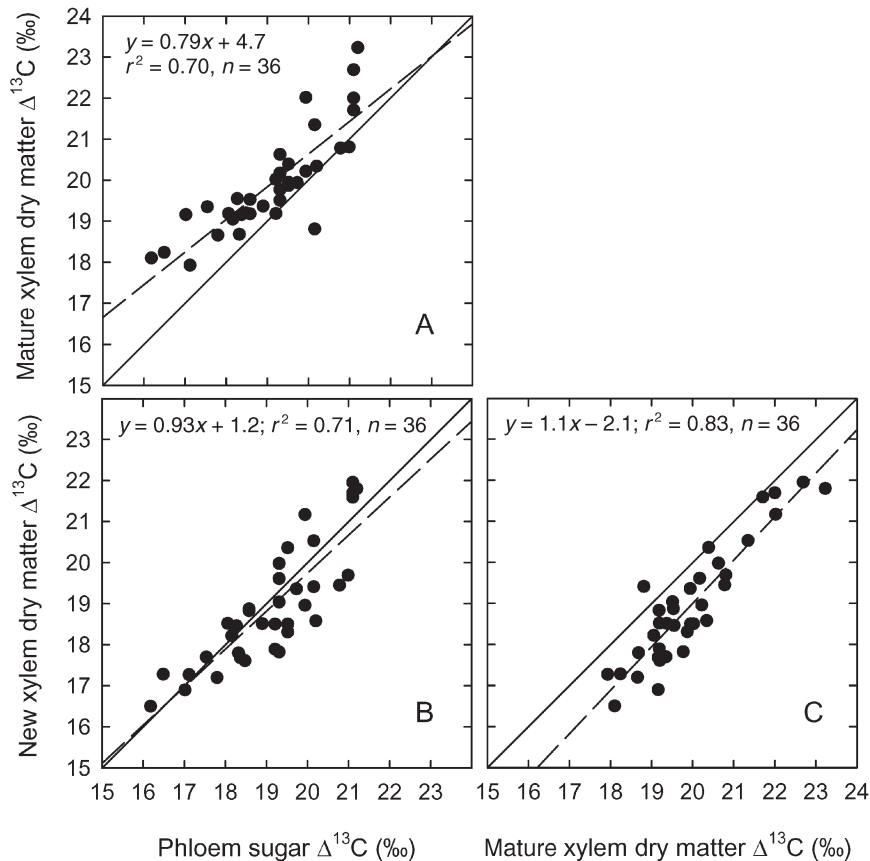 Mature xylem dry matter Δ¹³C (‰)
24
23
22
21
20
19
18
17
16
15
y = 0.79x + 4.7
r² = 0.70, n = 36
A
New xylem dry matter Δ¹³C (‰)
23
22
21
20
19
18
17
16
15
y = 0.93x + 1.2; r² = 0.71, n = 36
B
15 16 17 18 19 20 21 22 23
Phloem sugar Δ¹³C (‰)
y = 1.1x − 2.1; r² = 0.83, n = 36
C
15 16 17 18 19 20 21 22 23 24
Mature xylem dry matter Δ¹³C (‰)